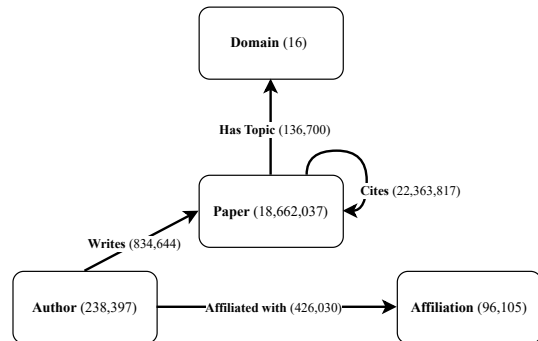 Domain (16)
Has Topic (136,700)
Cites (22,363,817)
Paper (18,662,037)
Writes (834,644)
Author (238,397)
Affiliated with (426,030)
Affiliation (96,105)